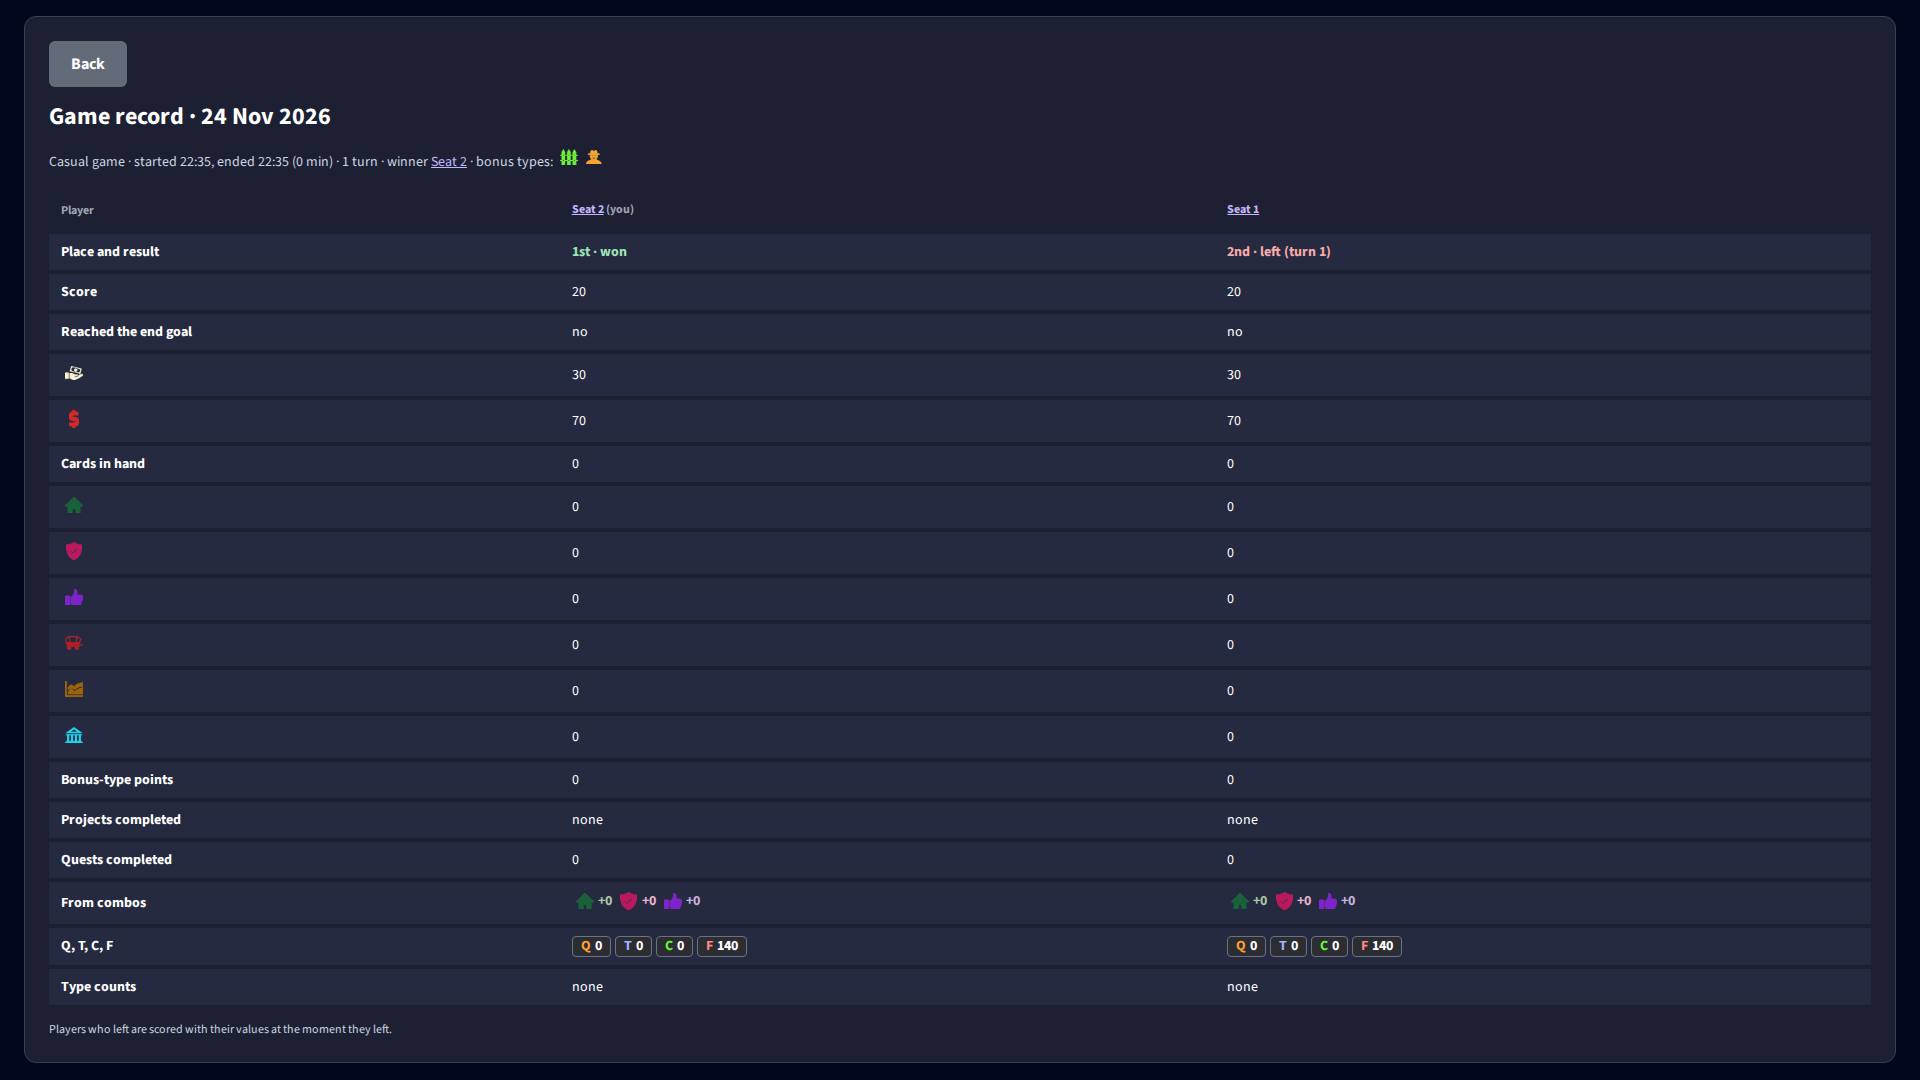 Back
Game record · 24 Nov 2026
Casual game · started 22:35, ended 22:35 (0 min) · 1 turn · winner Seat 2 · bonus types:
Player Seat 2 (you) Seat 1
Place and result 1st · won 2nd · left (turn 1)
Score 20 20
Reached the end goal no no
30 30
$ 70 70
Cards in hand 0 0
0 0
0 0
0 0
0 0
0 0
0 0
Bonus-type points 0 0
Projects completed none none
Quests completed 0 0
From combos +0 +0 +0 +0 +0 +0
Q, T, C, F Q 0 T 0 C 0 F 140 Q 0 T 0 C 0 F 140
Type counts none none
Players who left are scored with their values at the moment they left.